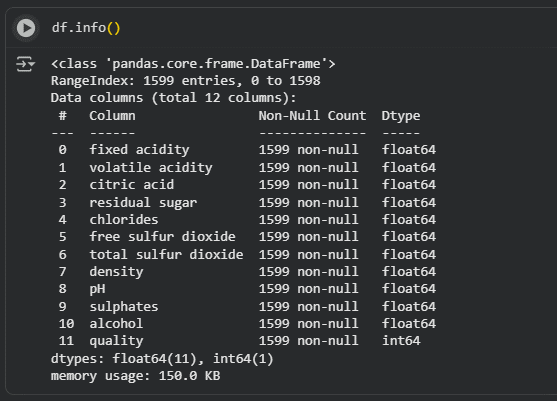 df.info()
<class 'pandas.core.frame.DataFrame'>
RangeIndex: 1599 entries, 0 to 1598
Data columns (total 12 columns):
 #   Column                Non-Null Count  Dtype
---  ------                --------------  -----
 0   fixed acidity         1599 non-null   float64
 1   volatile acidity      1599 non-null   float64
 2   citric acid           1599 non-null   float64
 3   residual sugar        1599 non-null   float64
 4   chlorides             1599 non-null   float64
 5   free sulfur dioxide   1599 non-null   float64
 6   total sulfur dioxide  1599 non-null   float64
 7   density               1599 non-null   float64
 8   pH                    1599 non-null   float64
 9   sulphates             1599 non-null   float64
 10  alcohol               1599 non-null   float64
 11  quality               1599 non-null   int64
dtypes: float64(11), int64(1)
memory usage: 150.0 KB